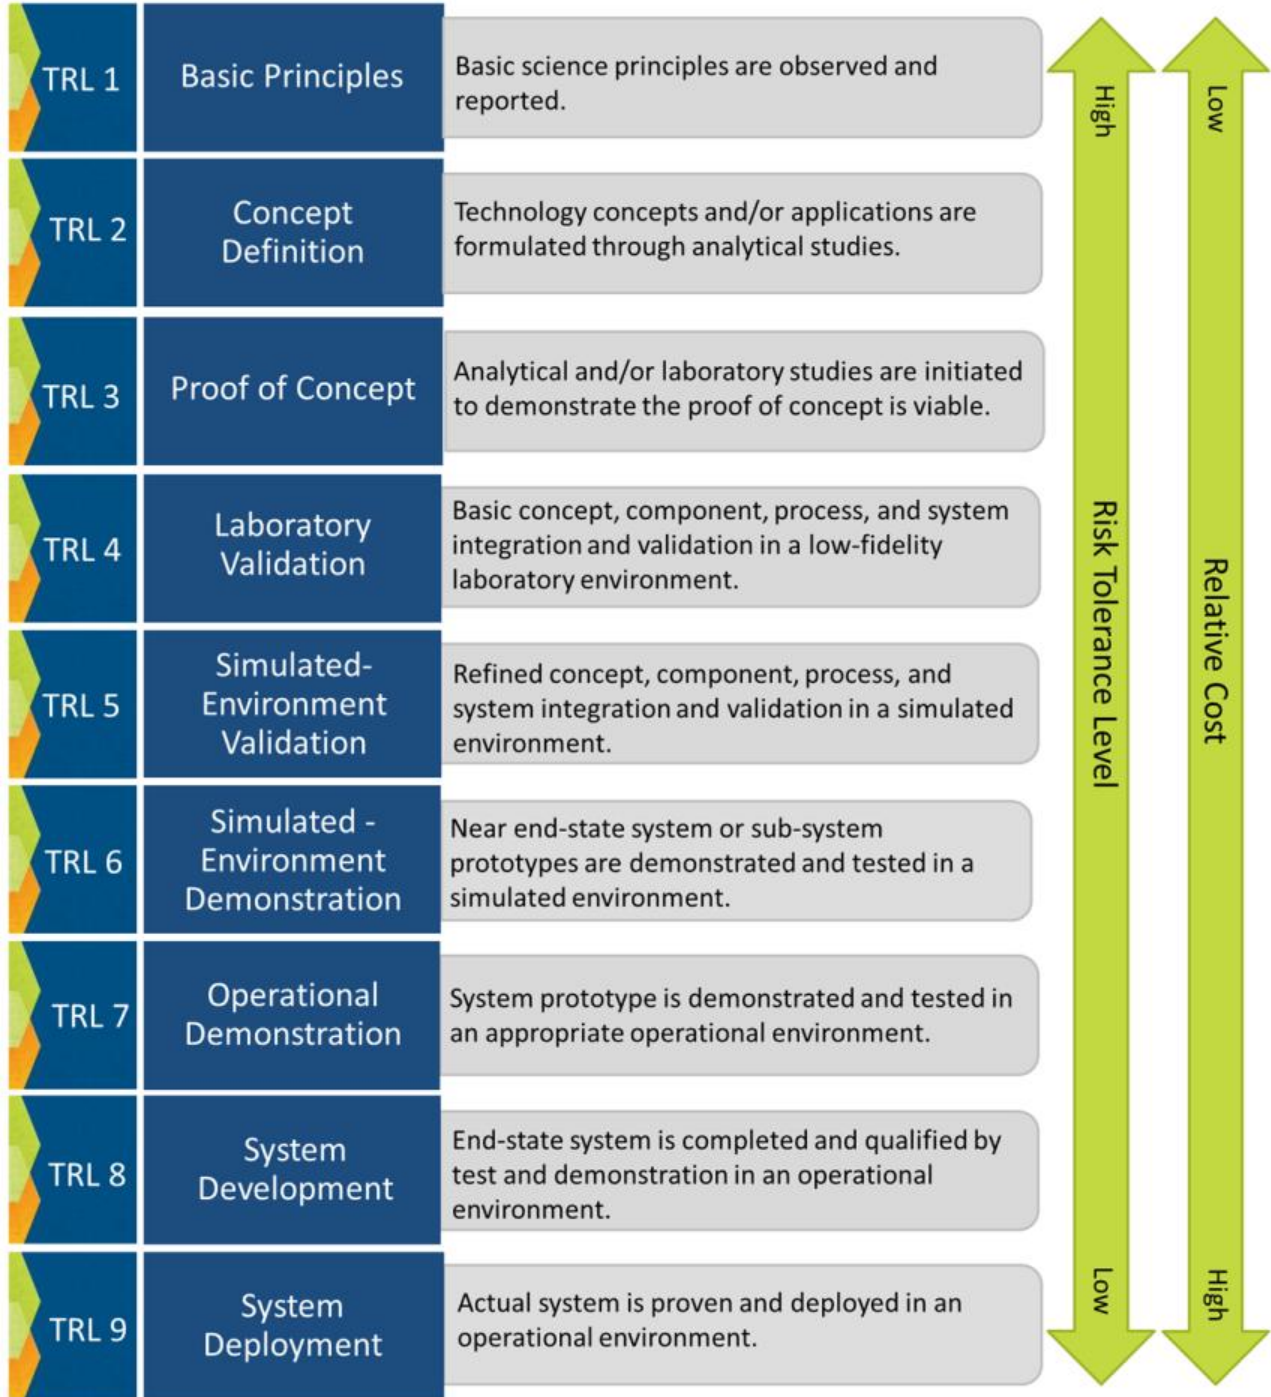 TRL 1
Basic Principles
Basic science principles are observed and
reported.
TRL 2
Concept
Definition
Technology concepts and/or applications are
formulated through analytical studies.
TRL 3
Proof of Concept
Analytical and/or laboratory studies are initiated
to demonstrate the proof of concept is viable.
TRL 4
Laboratory
Validation
Basic concept, component, process, and system
integration and validation in a low-fidelity
laboratory environment.
TRL 5
Simulated-
Environment
Validation
Refined concept, component, process, and
system integration and validation in a simulated
environment.
TRL 6
Simulated -
Environment
Demonstration
Near end-state system or sub-system
prototypes are demonstrated and tested in a
simulated environment.
TRL 7
Operational
Demonstration
System prototype is demonstrated and tested in
an appropriate operational environment.
TRL 8
System
Development
End-state system is completed and qualified by
test and demonstration in an operational
environment.
TRL 9
System
Deployment
Actual system is proven and deployed in an
operational environment.
High
Risk Tolerance Level
Low
Low
Relative Cost
High